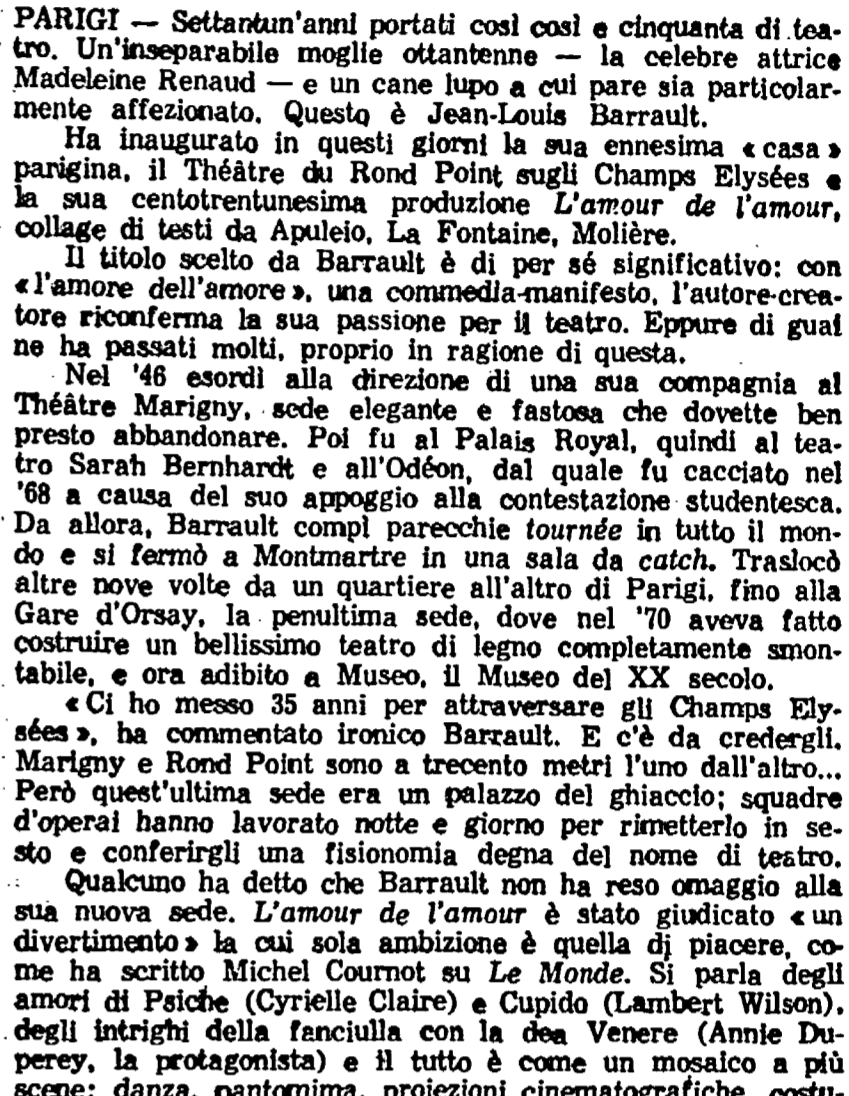 PARIGI — Settantun'anni portati così così e cinquanta di tea-
tro. Un'inseparabile moglie ottantenne — la celebre attrice
Madeleine Renaud — e un cane lupo a cui pare sia particolar-
mente affezionato. Questo è Jean-Louis Barrault.
Ha inaugurato in questi giorni la sua ennesima « casa »
parigina, il Théâtre du Rond Point sugli Champs Elysées e
la sua centotrentunesima produzione L'amour de l'amour,
collage di testi da Apuleio, La Fontaine, Molière.
Il titolo scelto da Barrault è di per sé significativo: con
« l'amore dell'amore », una commedia-manifesto, l'autore-crea-
tore riconferma la sua passione per il teatro. Eppure di guai
ne ha passati molti, proprio in ragione di questa.
Nel '46 esordì alla direzione di una sua compagnia al
Théâtre Marigny, sede elegante e fastosa che dovette ben
presto abbandonare. Poi fu al Palais Royal, quindi al tea-
tro Sarah Bernhardt e all'Odéon, dal quale fu cacciato nel
'68 a causa del suo appoggio alla contestazione studentesca.
Da allora, Barrault compì parecchie tournée in tutto il mon-
do e si fermò a Montmartre in una sala da catch. Traslocò
altre nove volte da un quartiere all'altro di Parigi, fino alla
Gare d'Orsay, la penultima sede, dove nel '70 aveva fatto
costruire un bellissimo teatro di legno completamente smon-
tabile, e ora adibito a Museo, il Museo del XX secolo.
« Ci ho messo 35 anni per attraversare gli Champs Ely-
sées », ha commentato ironico Barrault. E c'è da credergli.
Marigny e Rond Point sono a trecento metri l'uno dall'altro...
Però quest'ultima sede era un palazzo del ghiaccio; squadre
d'operai hanno lavorato notte e giorno per rimetterlo in se-
sto e conferirgli una fisionomia degna del nome di teatro.
Qualcuno ha detto che Barrault non ha reso omaggio alla
sua nuova sede. L'amour de l'amour è stato giudicato « un
divertimento » la cui sola ambizione è quella di piacere, co-
me ha scritto Michel Cournot su Le Monde. Si parla degli
amori di Psiche (Cyrielle Claire) e Cupido (Lambert Wilson),
degli intrighi della fanciulla con la dea Venere (Annie Du-
perey, la protagonista) e il tutto è come un mosaico a più
scene: danza, pantomima, proiezioni cinematografiche, costu-